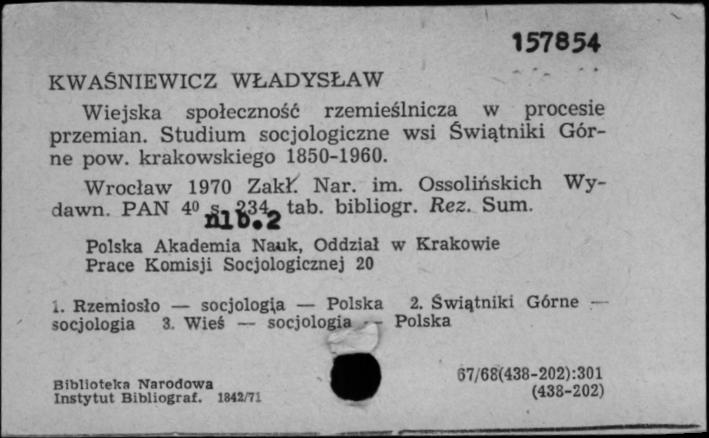 157854
KWAŚNIEWICZ WŁADYSŁAW
Wiejska społeczność rzemieślnicza w procesie
przemian. Studium socjologiczne wsi Świątniki Gór-
ne pow. krakowskiego 1850-1960.
Wrocław 1970 Zakł. Nar. im. Ossolińskich Wy-
dawn. PAN 4⁰ s. 234, tab. bibliogr. Rez. Sum.
nlb.2
Polska Akademia Nauk, Oddział w Krakowie
Prace Komisji Socjologicznej 20
1. Rzemiosło — socjologia — Polska 2. Świątniki Górne —
socjologia 3. Wieś — socjologia — Polska
67/68(438-202):301
(438-202)
Biblioteka Narodowa
Instytut Bibliograf. 1842/71